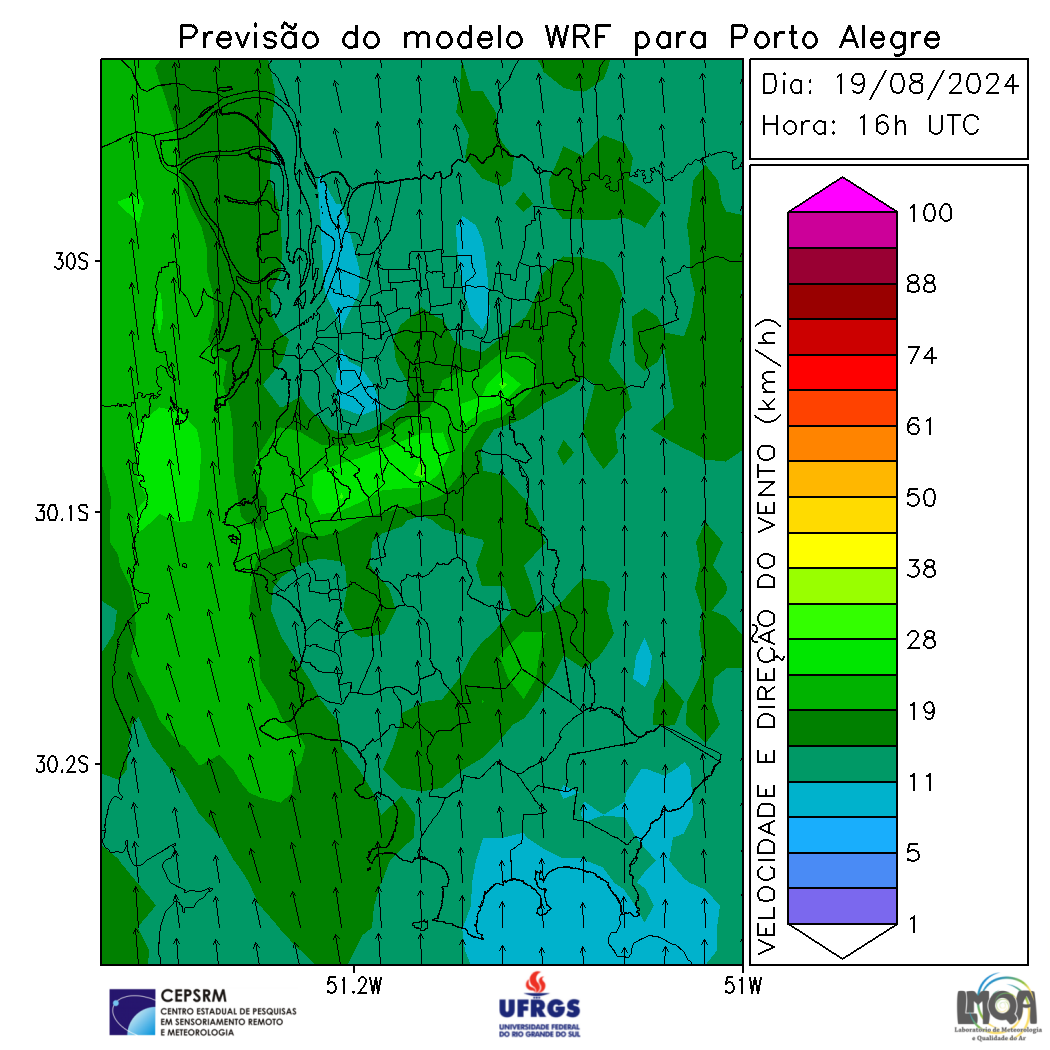 Previsão do modelo WRF para Porto Alegre
Dia: 19/08/2024
Hora: 16h UTC
30S
30.1S
30.2S
51.2W
51W
VELOCIDADE E DIREÇÃO DO VENTO (km/h)
100
88
74
61
50
38
28
19
11
5
1
CEPSRM
CENTRO ESTADUAL DE PESQUISAS
EM SENSORIAMENTO REMOTO
E METEOROLOGIA
UFRGS
UNIVERSIDADE FEDERAL
DO RIO GRANDE DO SUL
LMQA
Laboratório de Meteorologia
e Qualidade do Ar